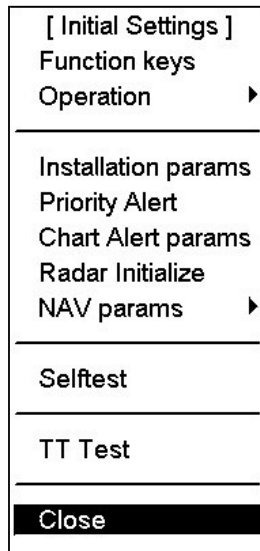 [ Initial Settings ]
Function keys
Operation
Installation params
Priority Alert
Chart Alert params
Radar Initialize
NAV params
Selftest
TT Test
Close